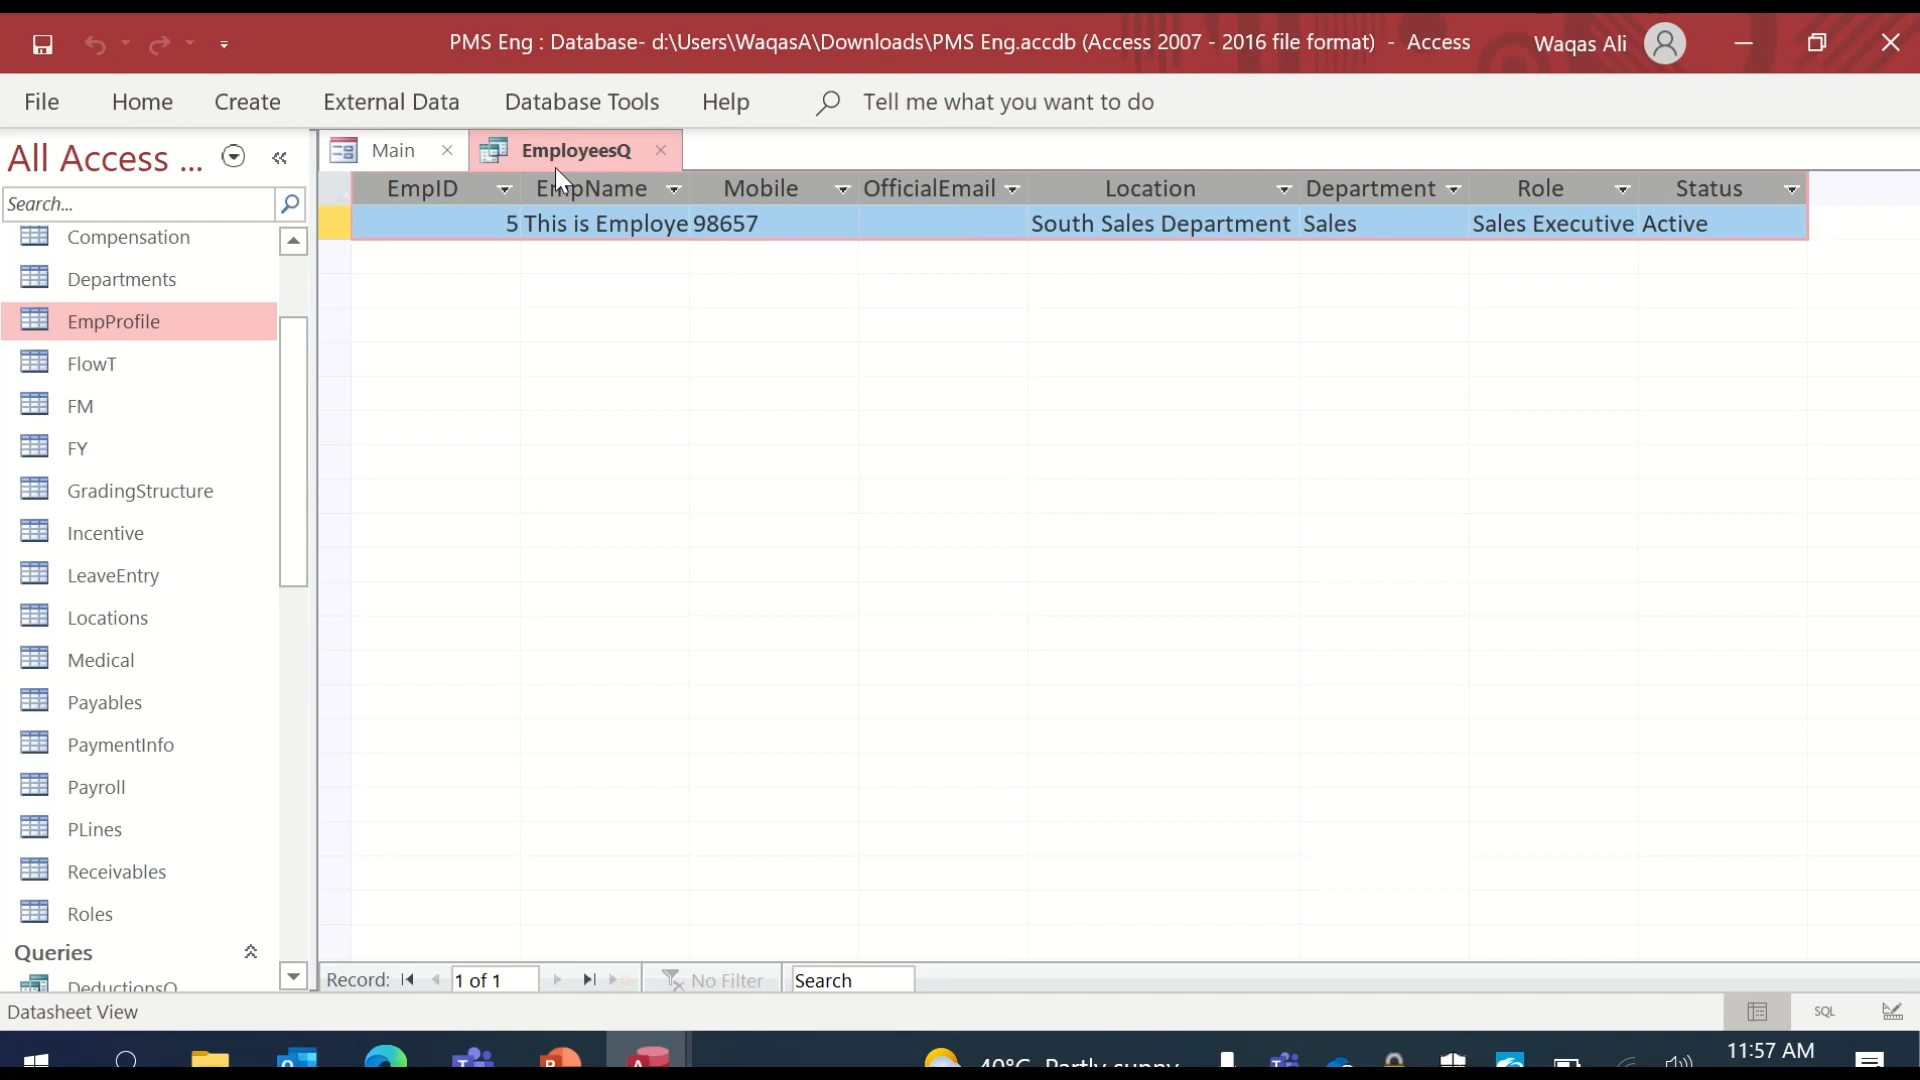 PMS Eng : Database- d:\Users\WaqasA\Downloads\PMS Eng.accdb (Access 2007 - 2016 file format) - Access
Waqas Ali
File Home Create External Data Database Tools Help Tell me what you want to do
All Access ...
Search...
Compensation
Departments
EmpProfile
FlowT
FM
FY
GradingStructure
Incentive
LeaveEntry
Locations
Medical
Payables
PaymentInfo
Payroll
PLines
Receivables
Roles
Queries
DeductionsQ
Main EmployeesQ
EmpID EmpName Mobile OfficialEmail Location Department Role Status
5 This is Employe 98657 South Sales Department Sales Sales Executive Active
Record: 1 of 1 No Filter Search
Datasheet View
SQL
40°C Partly sunny
11:57 AM